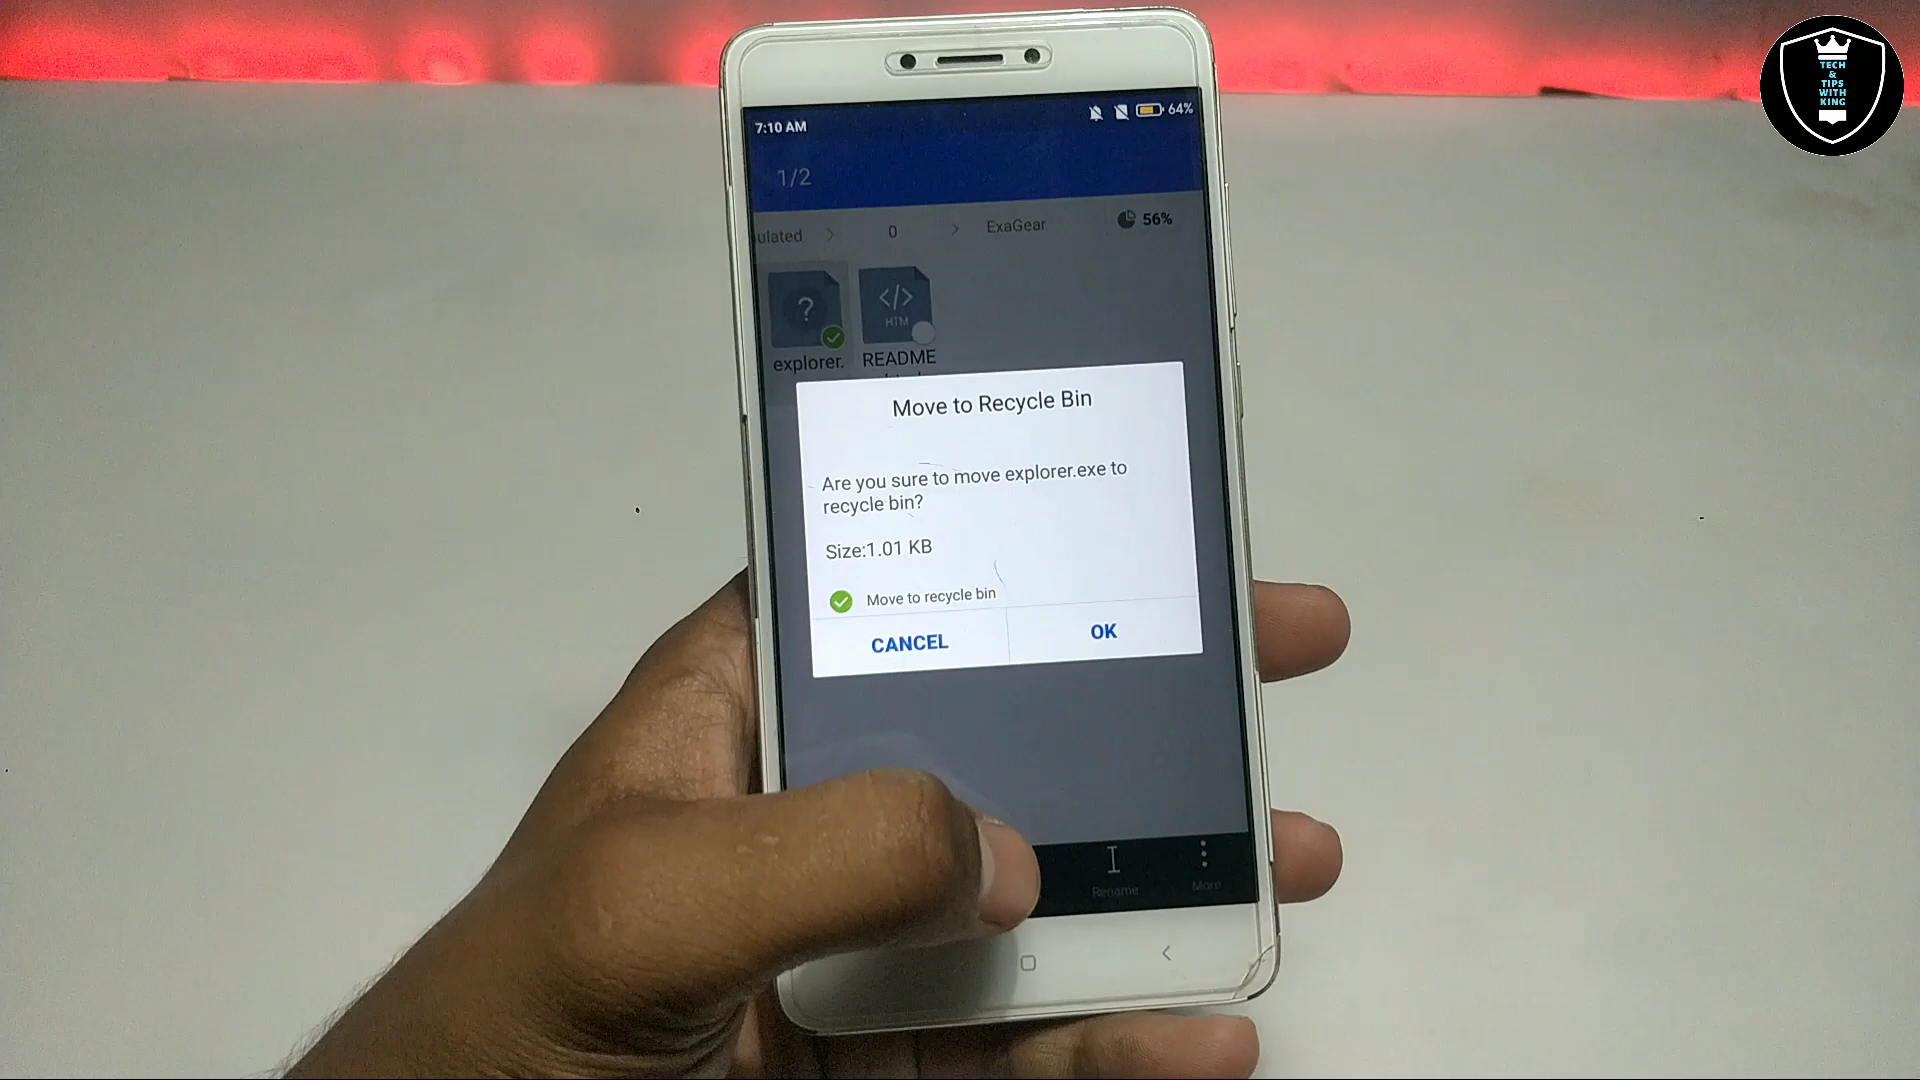 TECH
&
TIPS
WITH
KING
7:10 AM
64%
1/2
ulated > 0 > ExaGear 56%
?
</>
HTM
explorer. README
Move to Recycle Bin
Are you sure to move explorer.exe to
recycle bin?
Size:1.01 KB
Move to recycle bin
CANCEL OK
Rename More